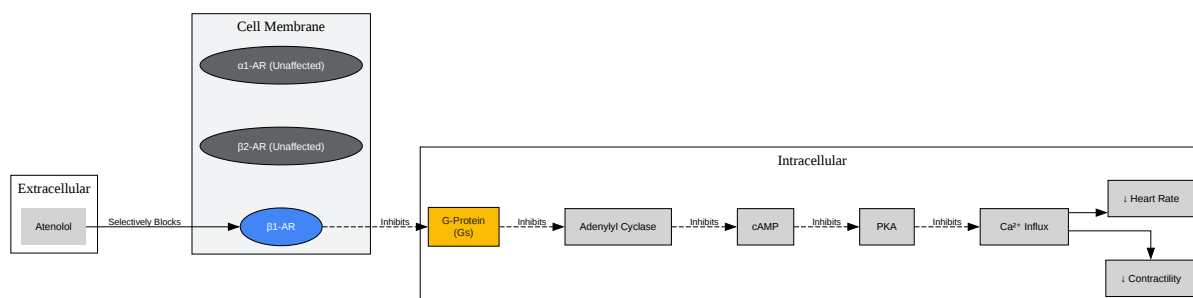 Cell Membrane
α1-AR (Unaffected)
β2-AR (Unaffected)
Intracellular
Extracellular
Atenolol
Selectively Blocks
β1-AR
Inhibits
G-Protein
(Gs)
Inhibits
Adenylyl Cyclase
Inhibits
cAMP
Inhibits
PKA
Inhibits
Ca²⁺ Influx
↓ Heart Rate
↓ Contractility